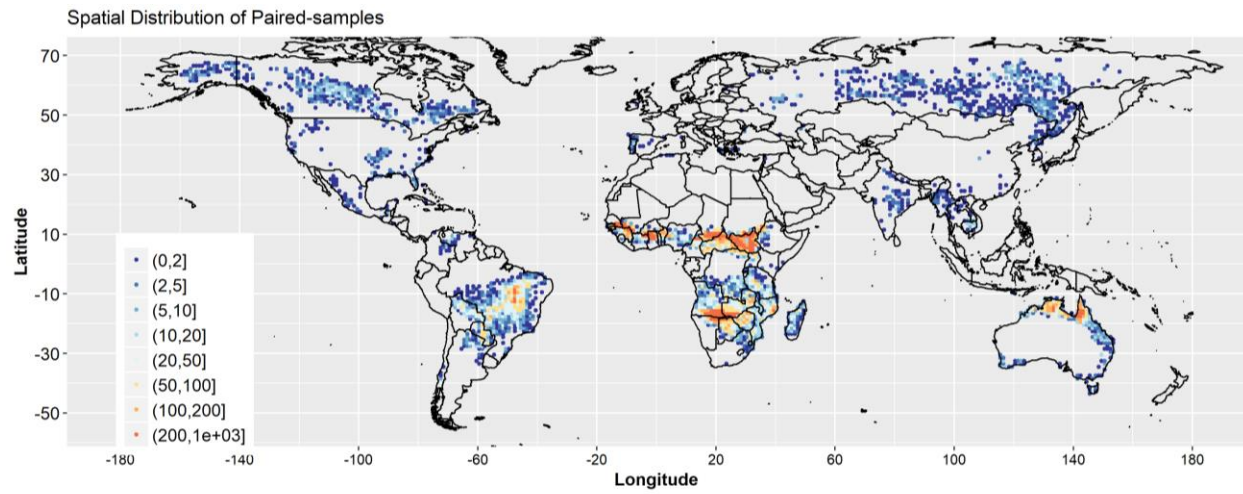 Spatial Distribution of Paired-samples
70
50
30
10
-10
-30
-50
Latitude
(0,2]
(2,5]
(5,10]
(10,20]
(20,50]
(50,100]
(100,200]
(200,1e+03]
-180 -140 -100 -60 -20 20 60 100 140 180
Longitude